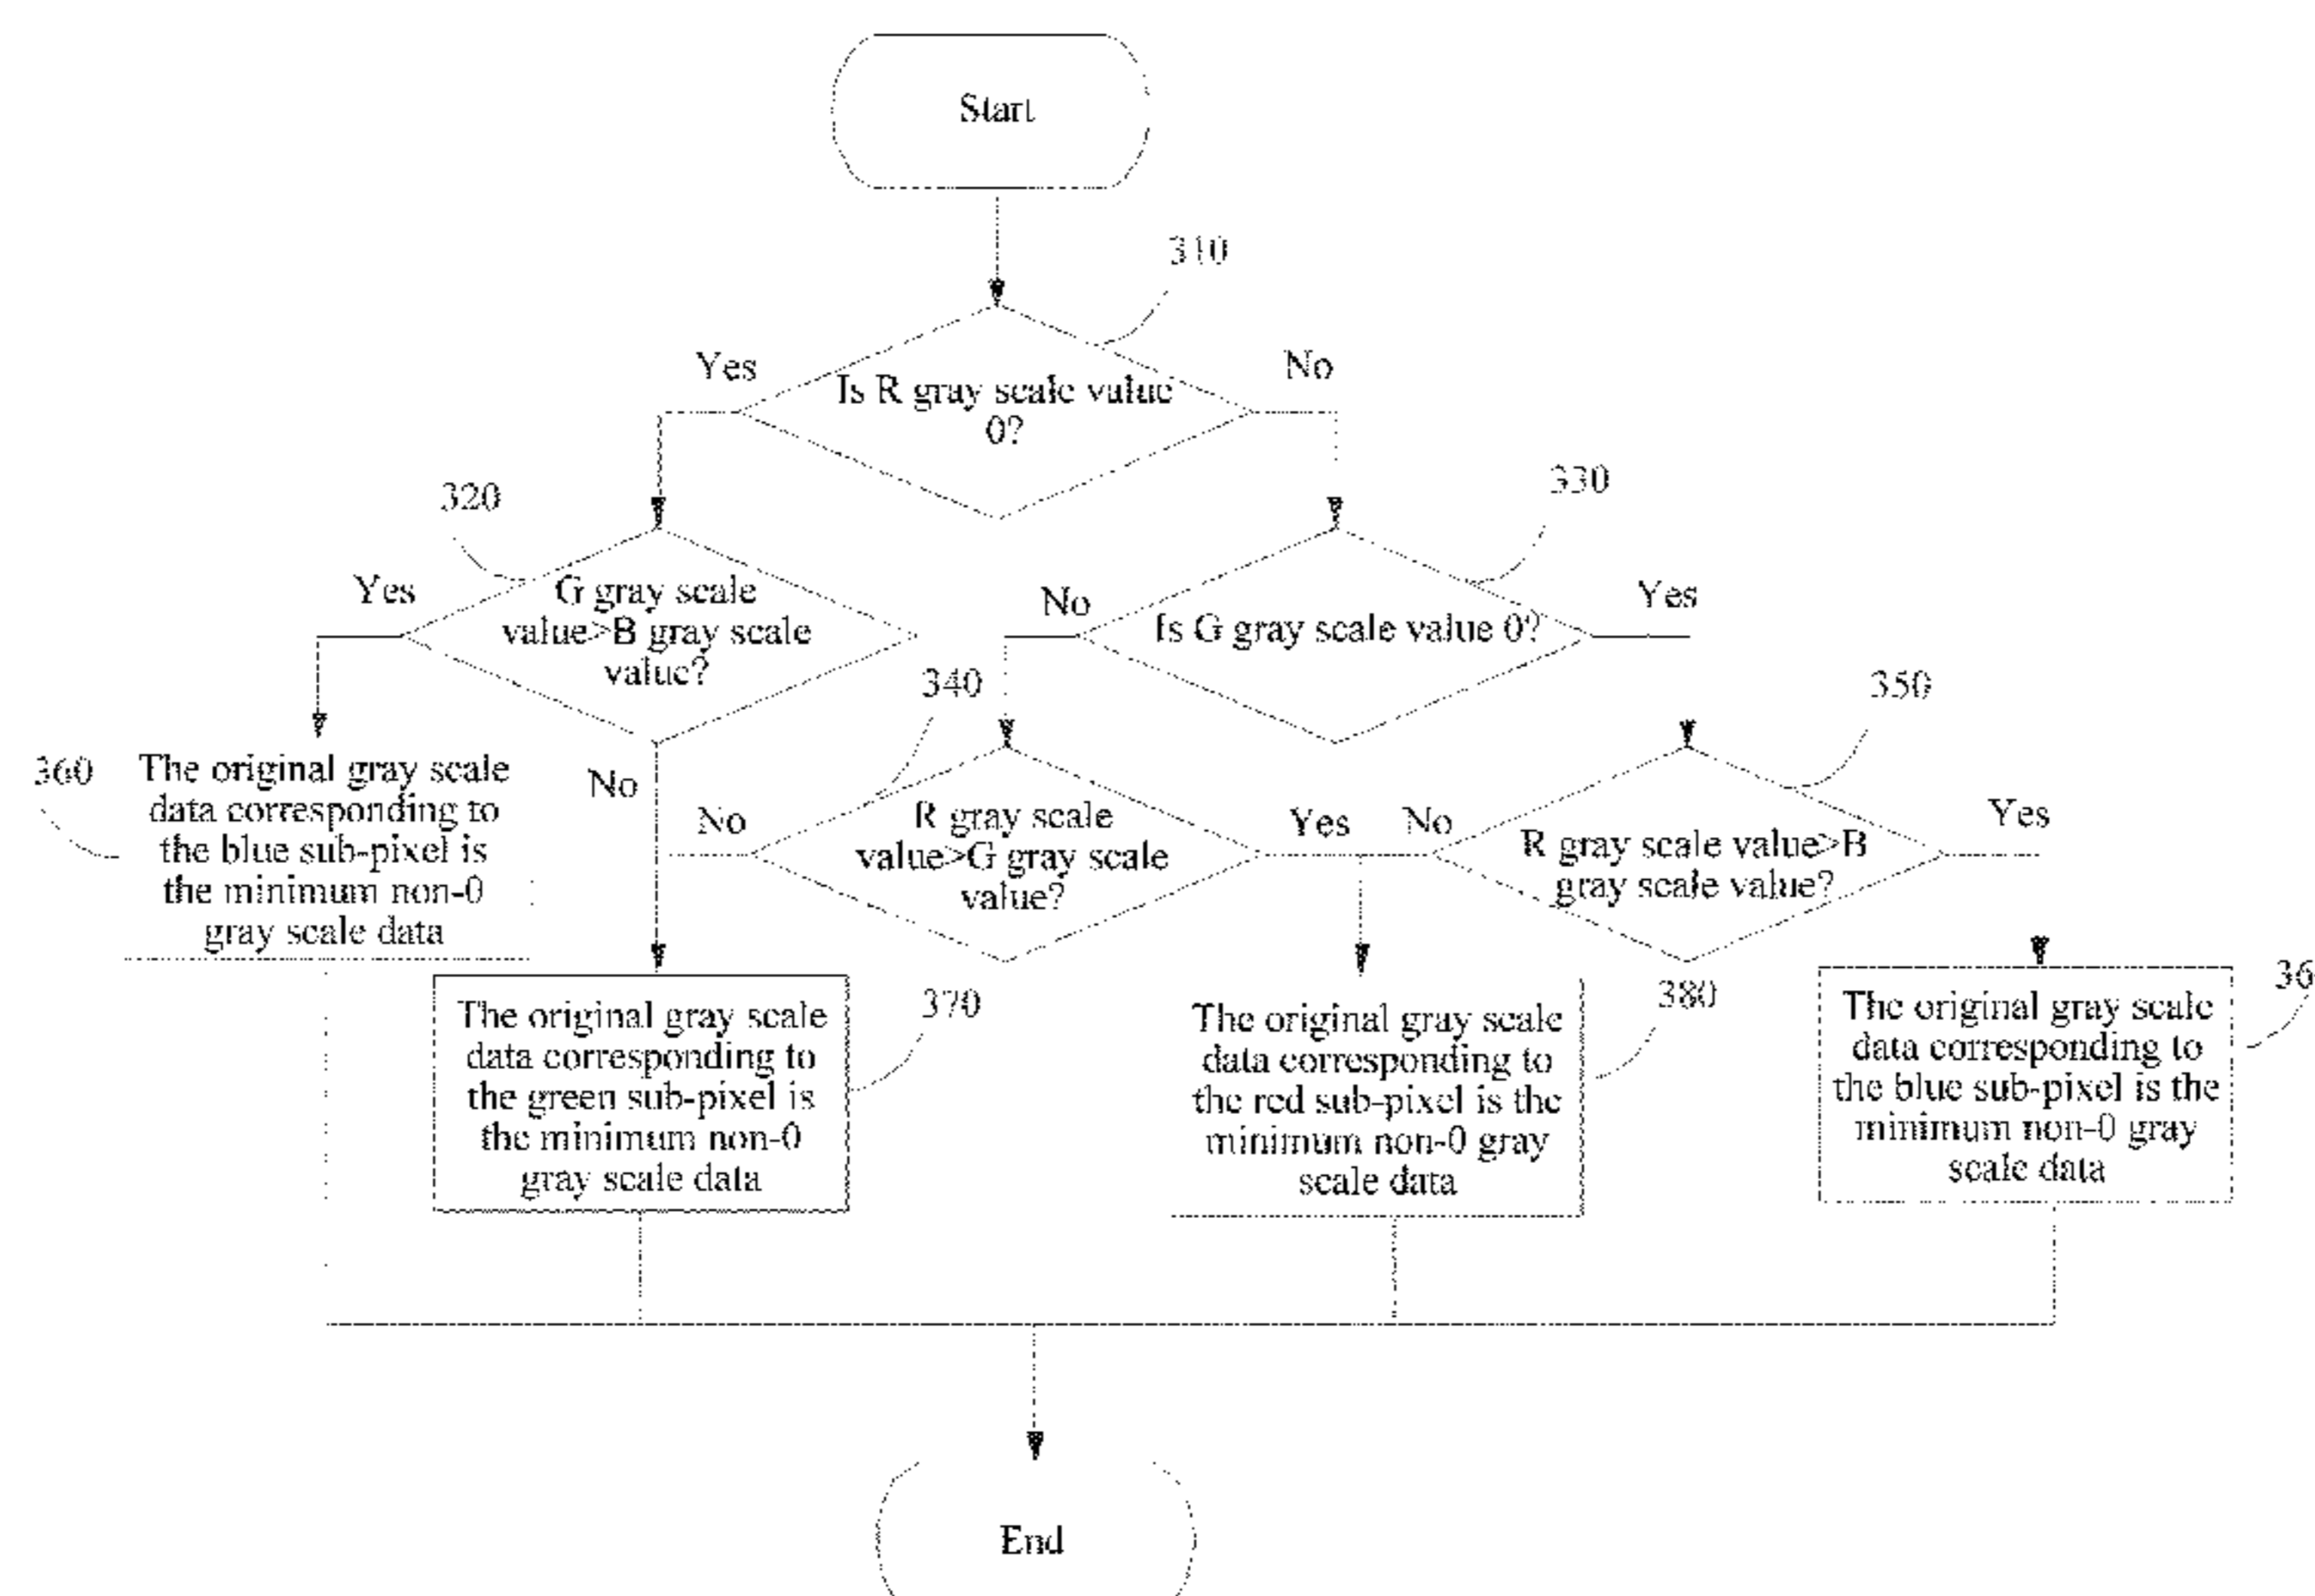 Start
310
Yes
No
Is R gray scale value
0?
320
330
Yes
G gray scale
value>B gray scale
value?
No
Is G gray scale value 0?
Yes
340
350
360
The original gray scale
data corresponding to
the blue sub-pixel is
the minimum non-0
gray scale data
No
No
R gray scale
value>G gray scale
value?
Yes
No
R gray scale value>B
gray scale value?
Yes
370
The original gray scale
data corresponding to
the green sub-pixel is
the minimum non-0
gray scale data
380
The original gray scale
data corresponding to
the red sub-pixel is the
minimum non-0 gray
scale data
36
The original gray scale
data corresponding to
the blue sub-pixel is the
minimum non-0 gray
scale data
End